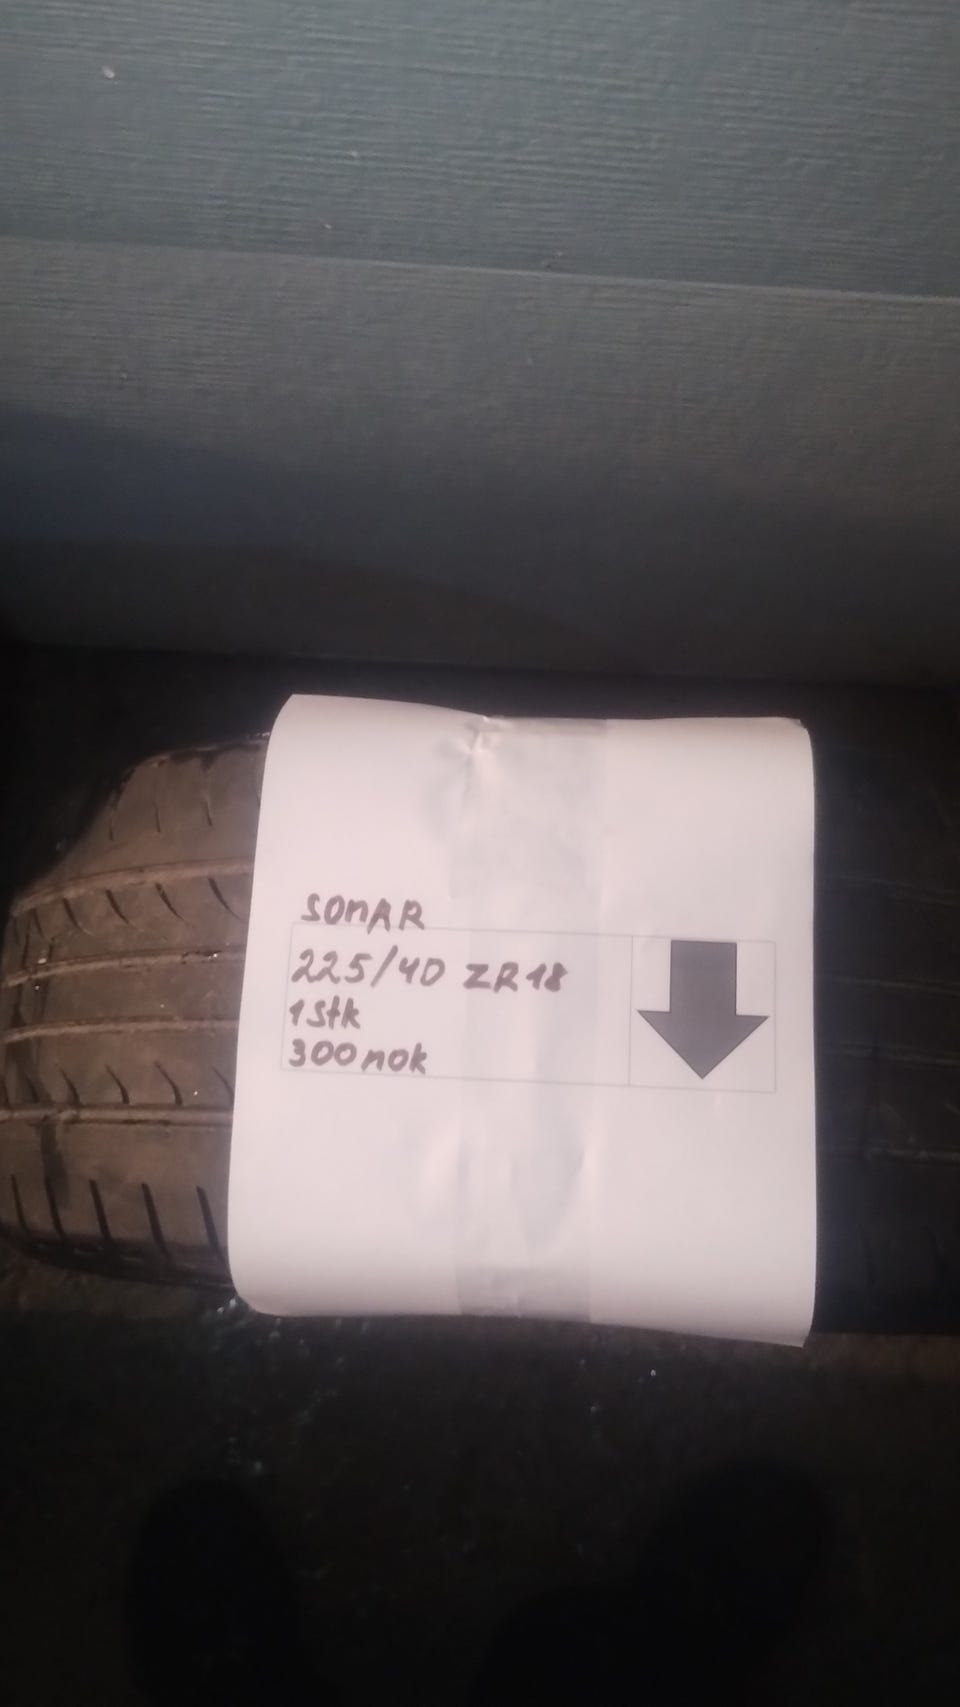 SONAR
225/40 ZR18
1stk
300nok